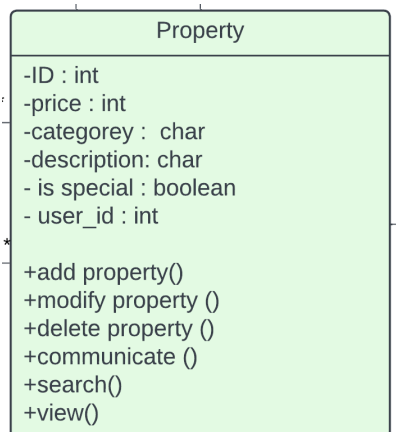 Property
-ID : int
-price : int
-categorey :  char
-description: char
- is special : boolean
- user_id : int
*
+add property()
+modify property ()
+delete property ()
+communicate ()
+search()
+view()